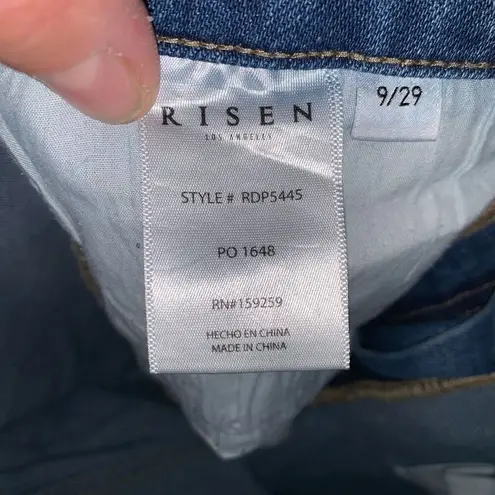 RISEN
LOS ANGELES
9/29
STYLE # RDP5445
PO 1648
RN#159259
HECHO EN CHINA
MADE IN CHINA